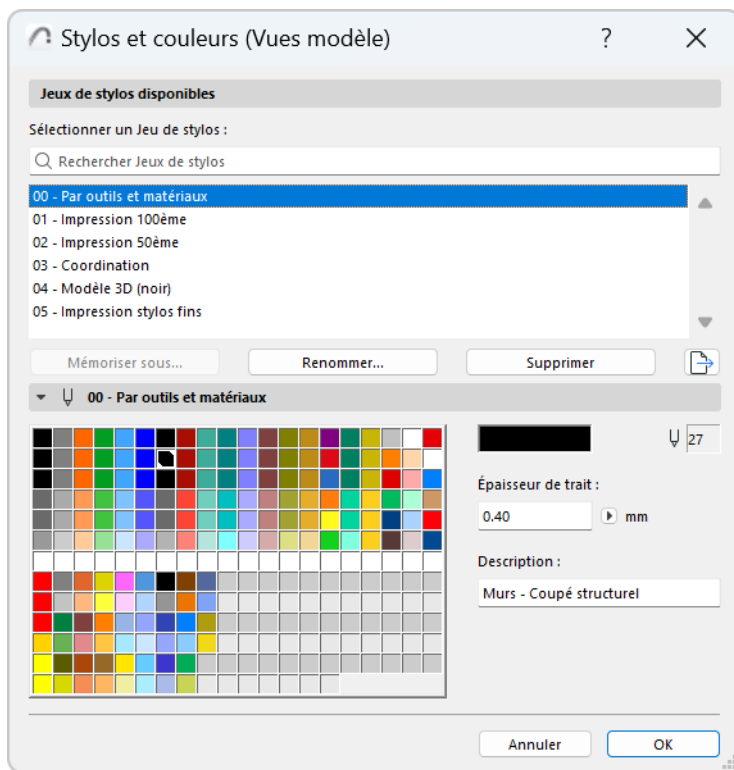 Stylos et couleurs (Vues modèle) ?
Jeux de stylos disponibles
Sélectionner un Jeu de stylos :
Rechercher Jeux de stylos
00 - Par outils et matériaux
01 - Impression 100ème
02 - Impression 50ème
03 - Coordination
04 - Modèle 3D (noir)
05 - Impression stylos fins
Mémoriser sous... Renommer... Supprimer
00 - Par outils et matériaux
27
Épaisseur de trait :
0.40 mm
Description :
Murs - Coupé structurel
Annuler OK